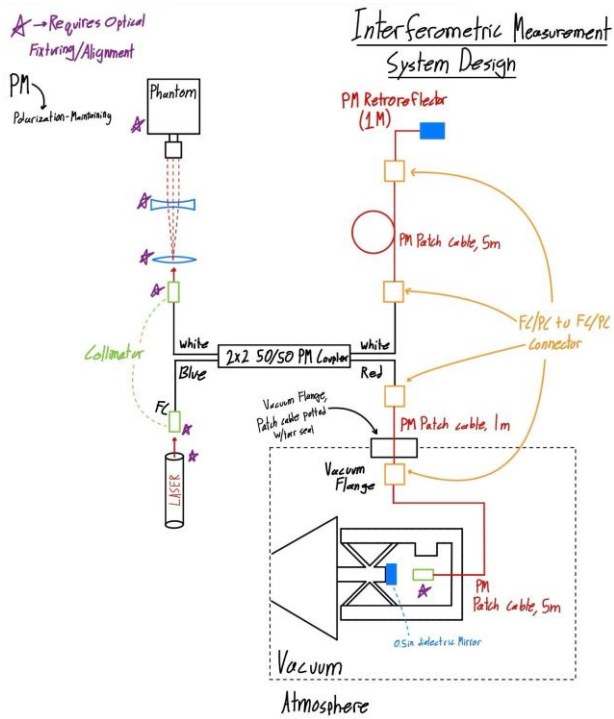 ☆ → Requires Optical
Fixturing/Alignment
Interferometric Measurement
System Design
PM
Polarization-Maintaining
Phantom
PM Retroreflector
(1M)
PM Patch cable, 5m
FC/PC to FC/PC
Connector
Collimator
White
2x2 50/50 PM Coupler
White
Blue
Red
FC
Vacuum Flange,
Patch cable potted
w/torr seal
PM Patch cable, 1m
LASER
Vacuum
Flange
PM
Patch cable, 5m
0.5in dielectric Mirror
Vacuum
Atmosphere